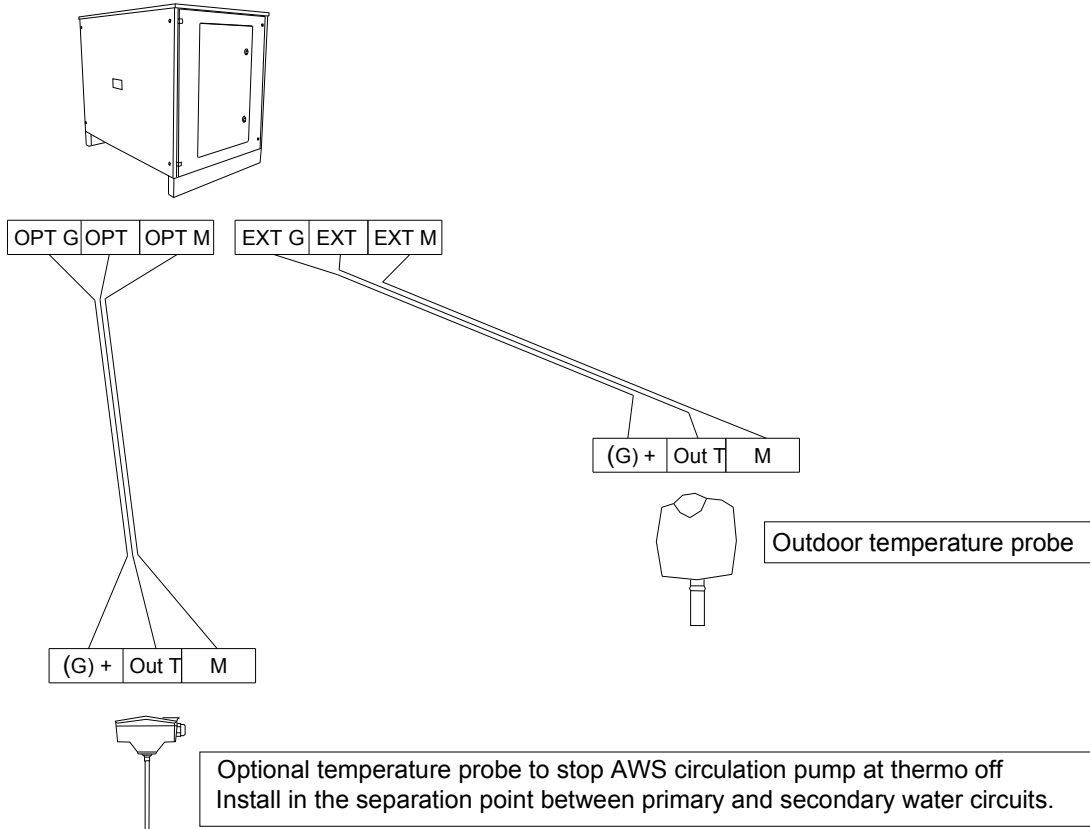 OPT G OPT OPT M EXT G EXT EXT M
(G) + Out T M
Outdoor temperature probe
(G) + Out T M
Optional temperature probe to stop AWS circulation pump at thermo off
Install in the separation point between primary and secondary water circuits.